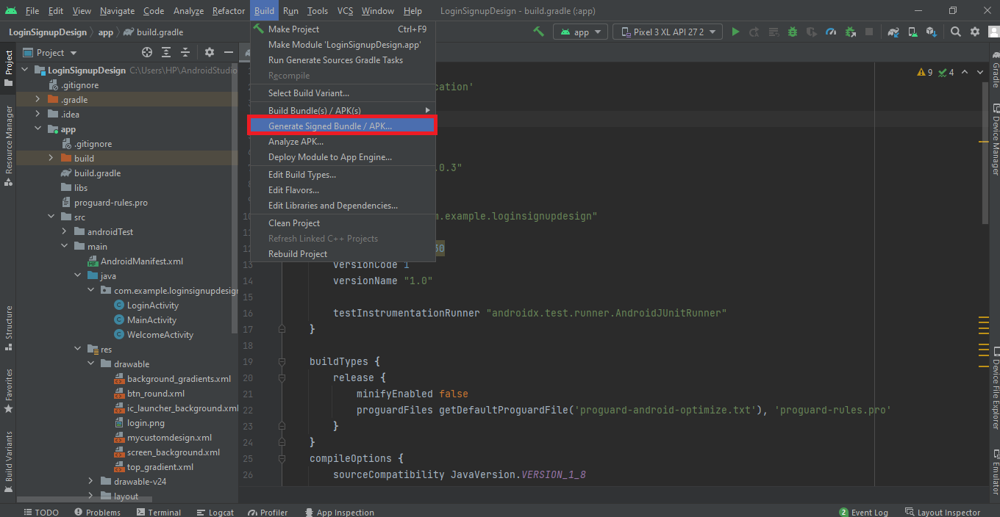 File Edit View Navigate Code Analyze Refactor Build Run Tools VCS Window Help LoginSignupDesign - build.gradle (:app)
LoginSignupDesign app build.gradle
app Pixel 3 XL API 27 2
Make Project Ctrl+F9
Make Module 'LoginSignupDesign.app'
Run Generate Sources Gradle Tasks
Recompile
Select Build Variant...
Build Bundle(s) / APK(s)
Generate Signed Bundle / APK...
Analyze APK...
Deploy Module to App Engine...
Edit Build Types...
Edit Flavors...
Edit Libraries and Dependencies...
Clean Project
Refresh Linked C++ Projects
Rebuild Project
Project
Resource Manager
Structure
Favorites
Build Variants
Project
LoginSignupDesign C:\Users\HP\AndroidStudio
.gitignore
.gradle
.idea
app
.gitignore
build
build.gradle
libs
proguard-rules.pro
src
androidTest
main
AndroidManifest.xml
java
com.example.loginsignupdesign
LoginActivity
MainActivity
WelcomeActivity
res
drawable
background_gradients.xml
btn_round.xml
ic_launcher_background.xml
login.png
mycustomdesign.xml
screen_background.xml
top_gradient.xml
drawable-v24
layout
9 4
cation'
.0.3"
m.example.loginsignupdesign"
30
13 versionCode 1
14 versionName "1.0"
15
16 testInstrumentationRunner "androidx.test.runner.AndroidJUnitRunner"
17 }
18
19 buildTypes {
20 release {
21 minifyEnabled false
22 proguardFiles getDefaultProguardFile('proguard-android-optimize.txt'), 'proguard-rules.pro'
23 }
24 }
25 compileOptions {
26 sourceCompatibility JavaVersion.VERSION_1_8
Gradle
Device Manager
Device File Explorer
Emulator
TODO Problems Terminal Logcat Profiler App Inspection 2 Event Log Layout Inspector